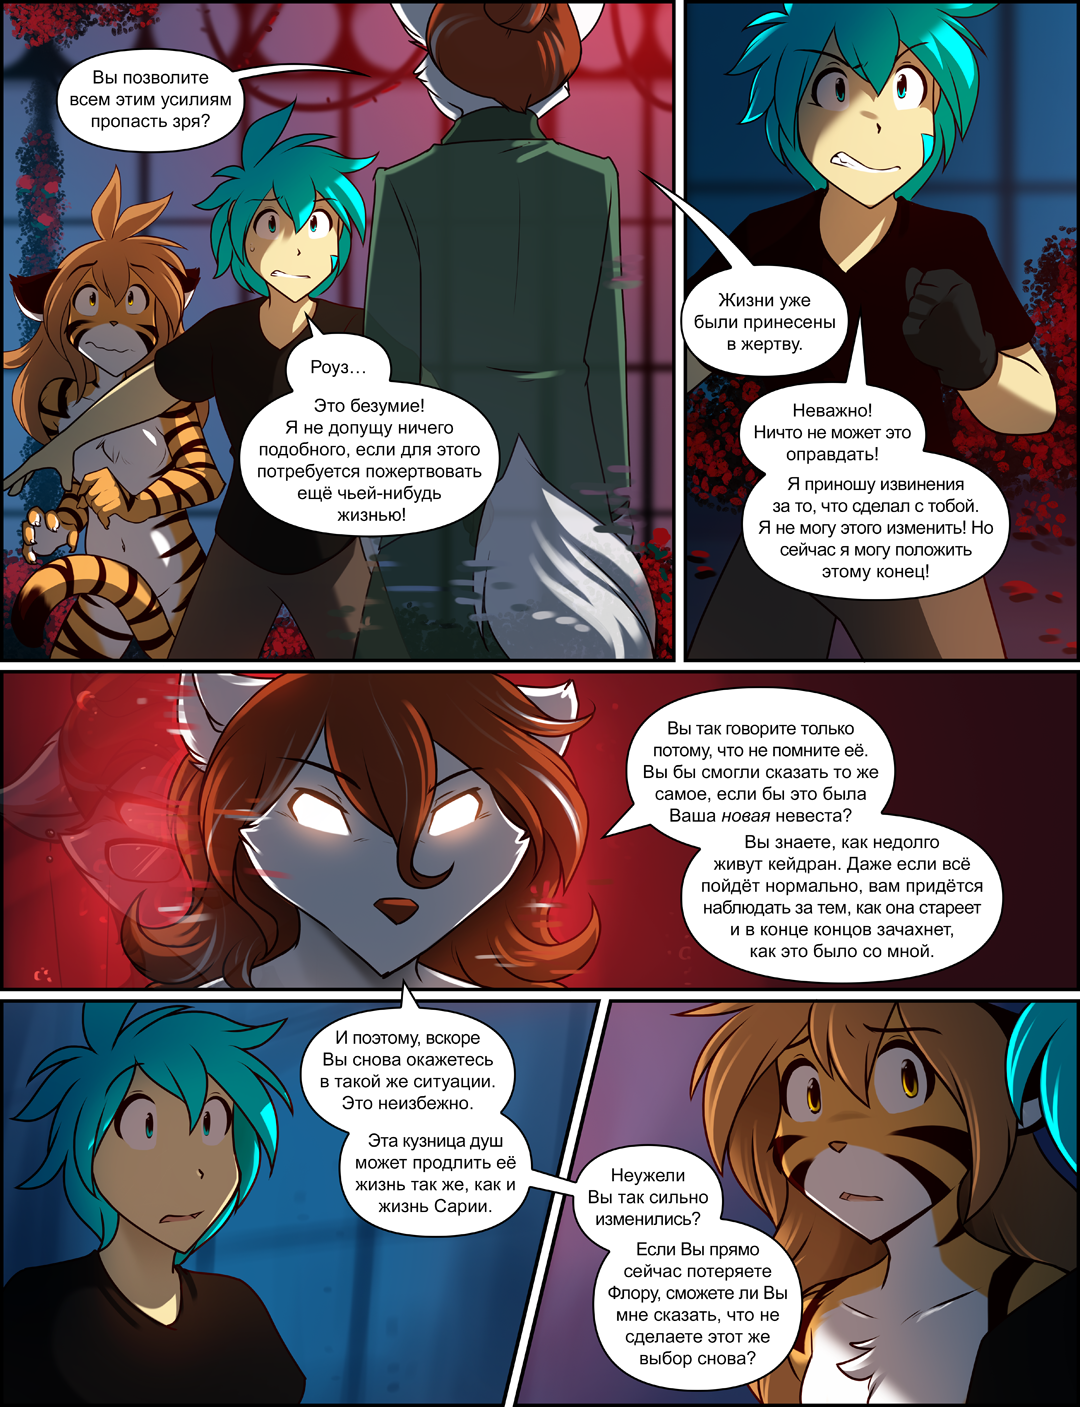 Вы позволите
всем этим усилиям
пропасть зря?
Роуз...
Это безумие!
Я не допущу ничего
подобного, если для этого
потребуется пожертвовать
ещё чьей-нибудь
жизнью!
Жизни уже
были принесены
в жертву.
Неважно!
Ничто не может это
оправдать!
Я приношу извинения
за то, что сделал с тобой.
Я не могу этого изменить! Но
сейчас я могу положить
этому конец!
Вы так говорите только
потому, что не помните её.
Вы бы смогли сказать то же
самое, если бы это была
Ваша новая невеста?
Вы знаете, как недолго
живут кейдран. Даже если всё
пойдёт нормально, вам придётся
наблюдать за тем, как она стареет
и в конце концов зачахнет,
как это было со мной.
И поэтому, вскоре
Вы снова окажетесь
в такой же ситуации.
Это неизбежно.
Эта кузница душ
может продлить её
жизнь так же, как и
жизнь Сарии.
Неужели
Вы так сильно
изменились?
Если Вы прямо
сейчас потеряете
Флору, сможете ли Вы
мне сказать, что не
сделаете этот же
выбор снова?